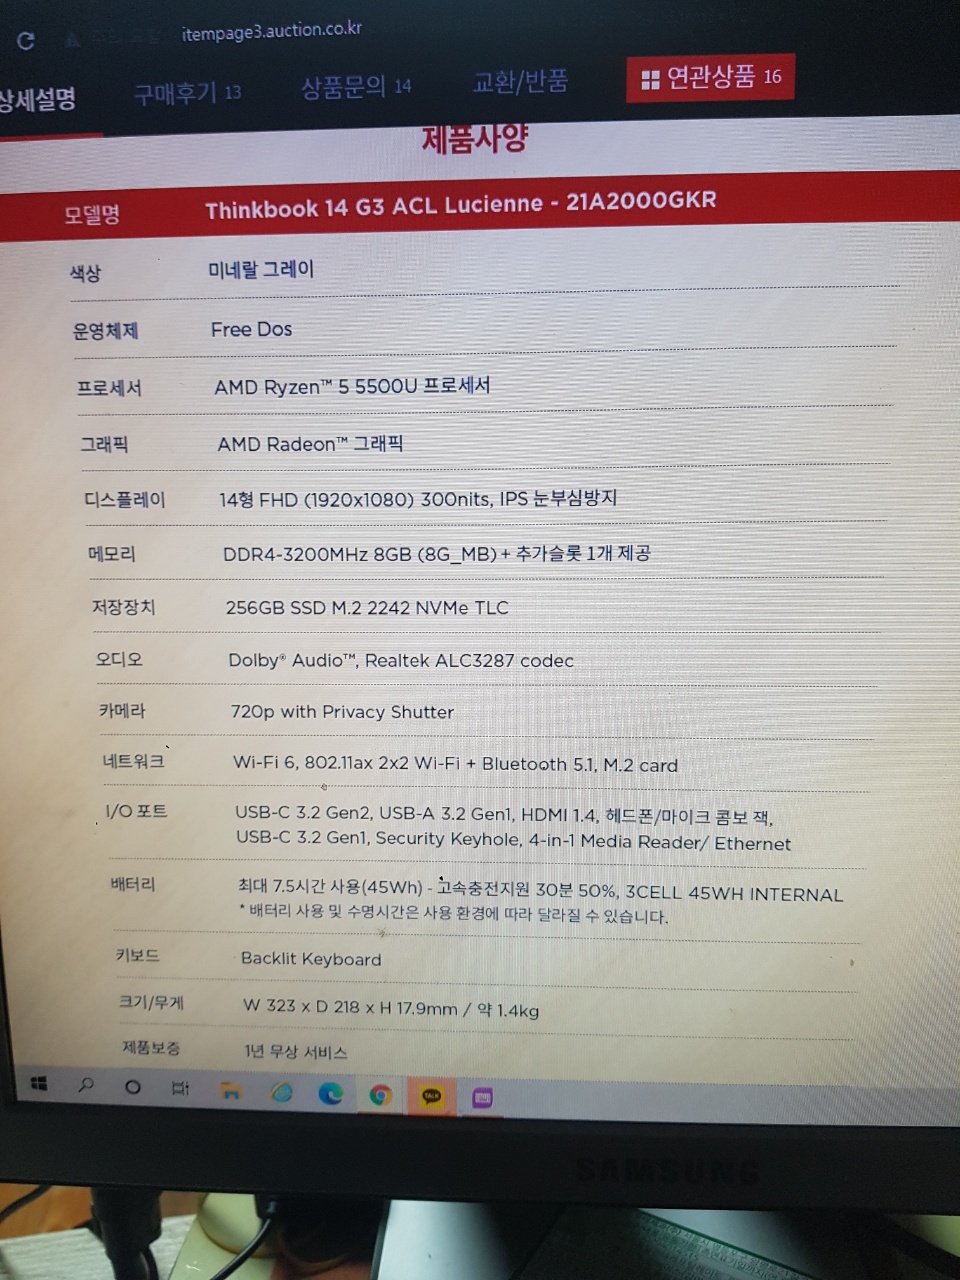 itempage3.auction.co.kr
상세설명 구매후기 13 상품문의 14 교환/반품 연관상품 16
제품사양
모델명 Thinkbook 14 G3 ACL Lucienne - 21A2000GKR
색상 미네랄 그레이
운영체제 Free Dos
프로세서 AMD Ryzen™ 5 5500U 프로세서
그래픽 AMD Radeon™ 그래픽
디스플레이 14형 FHD (1920x1080) 300nits, IPS 눈부심방지
메모리 DDR4-3200MHz 8GB (8G_MB) + 추가슬롯 1개 제공
저장장치 256GB SSD M.2 2242 NVMe TLC
오디오 Dolby® Audio™, Realtek ALC3287 codec
카메라 720p with Privacy Shutter
네트워크 Wi-Fi 6, 802.11ax 2x2 Wi-Fi + Bluetooth 5.1, M.2 card
I/O 포트 USB-C 3.2 Gen2, USB-A 3.2 Gen1, HDMI 1.4, 헤드폰/마이크 콤보 잭,
USB-C 3.2 Gen1, Security Keyhole, 4-in-1 Media Reader/ Ethernet
배터리 최대 7.5시간 사용(45Wh) - 고속충전지원 30분 50%, 3CELL 45WH INTERNAL
* 배터리 사용 및 수명시간은 사용 환경에 따라 달라질 수 있습니다.
키보드 Backlit Keyboard
크기/무게 W 323 x D 218 x H 17.9mm / 약 1.4kg
제품보증 1년 무상 서비스
TALK
SAMSUNG